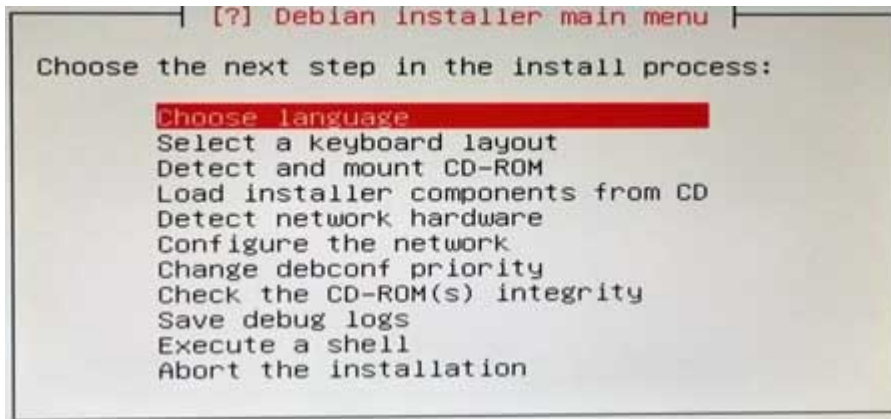 [?] Debian installer main menu
Choose the next step in the install process:
Choose language
Select a keyboard layout
Detect and mount CD-ROM
Load installer components from CD
Detect network hardware
Configure the network
Change debconf priority
Check the CD-ROM(s) integrity
Save debug logs
Execute a shell
Abort the installation